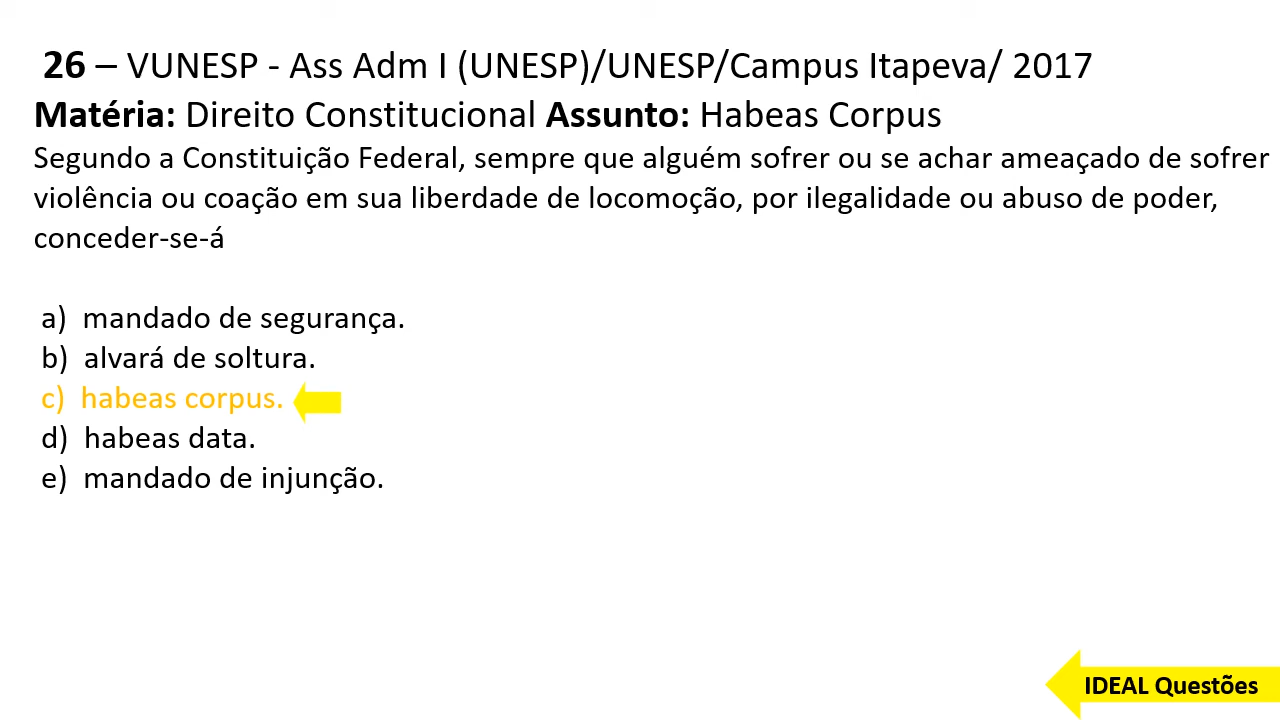 26 – VUNESP - Ass Adm I (UNESP)/UNESP/Campus Itapeva/ 2017
Matéria: Direito Constitucional Assunto: Habeas Corpus
Segundo a Constituição Federal, sempre que alguém sofrer ou se achar ameaçado de sofrer
violência ou coação em sua liberdade de locomoção, por ilegalidade ou abuso de poder,
conceder-se-á
a) mandado de segurança.
b) alvará de soltura.
c) habeas corpus.
d) habeas data.
e) mandado de injunção.
IDEAL Questões